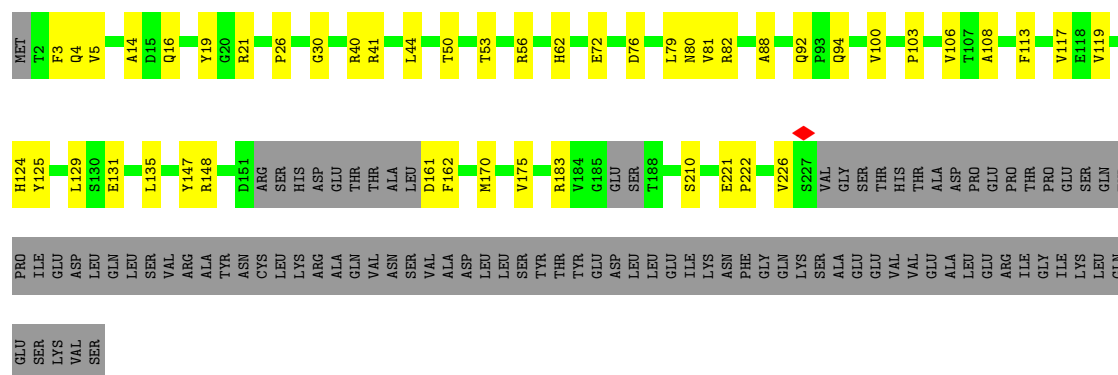 MET T2 F3 Q4 V5 A14 D15 Q16 Y19 G20 R21 P26 G30 R40 R41 L44 T50 T53 R56 H62 E72 D76 L79 N80 V81 R82 A88 Q92 P93 Q94 V100 P103 V106 T107 A108 F113 V117 E118 V119
H124 Y125 L129 S130 E131 L135 Y147 R148 D151 ARG SER HIS ASP GLU THR THR ALA LEU D161 F162 M170 V175 R183 V184 G185 GLU SER T188 S210 E221 P222 V226 S227 VAL GLY SER THR HIS THR ALA ASP PRO GLU PRO THR PRO GLU SER GLN
PRO ILE GLU ASP LEU GLN LEU SER VAL ARG ALA TYR ASN CYS LEU LYS ARG ALA GLN VAL ASN SER VAL ALA ASP LEU LEU SER TYR THR TYR GLU ASP LEU LEU GLU ILE LYS ASN PHE GLY GLN LYS SER ALA GLU GLU VAL VAL GLU ALA LEU GLU ARG ILE GLY ILE LYS LEU GLN
GLU SER LYS VAL SER